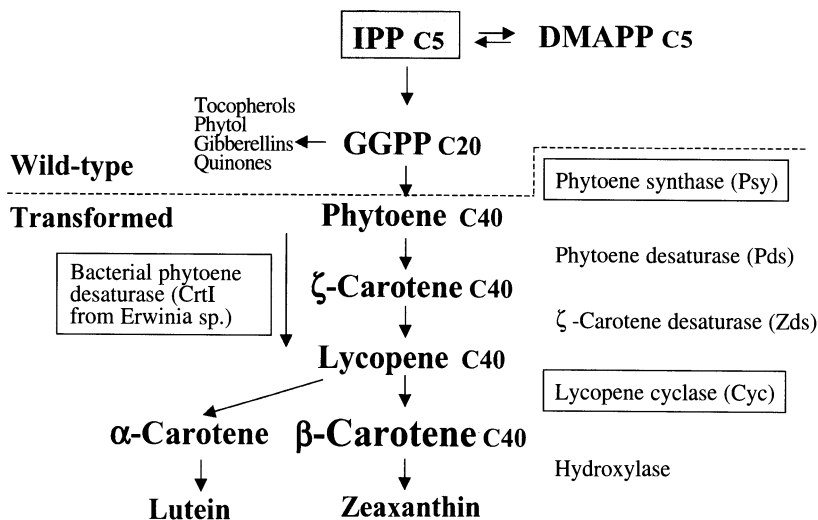 IPP C5
DMAPP C5
Tocopherols
Phytol
Gibberellins
Quinones
GGPP C20
Wild-type
Phytoene synthase (Psy)
Transformed
Phytoene C40
Phytoene desaturase (Pds)
Bacterial phytoene
desaturase (CrtI
from Erwinia sp.)
ζ-Carotene C40
ζ -Carotene desaturase (Zds)
Lycopene C40
Lycopene cyclase (Cyc)
α-Carotene
β-Carotene C40
Hydroxylase
Lutein
Zeaxanthin